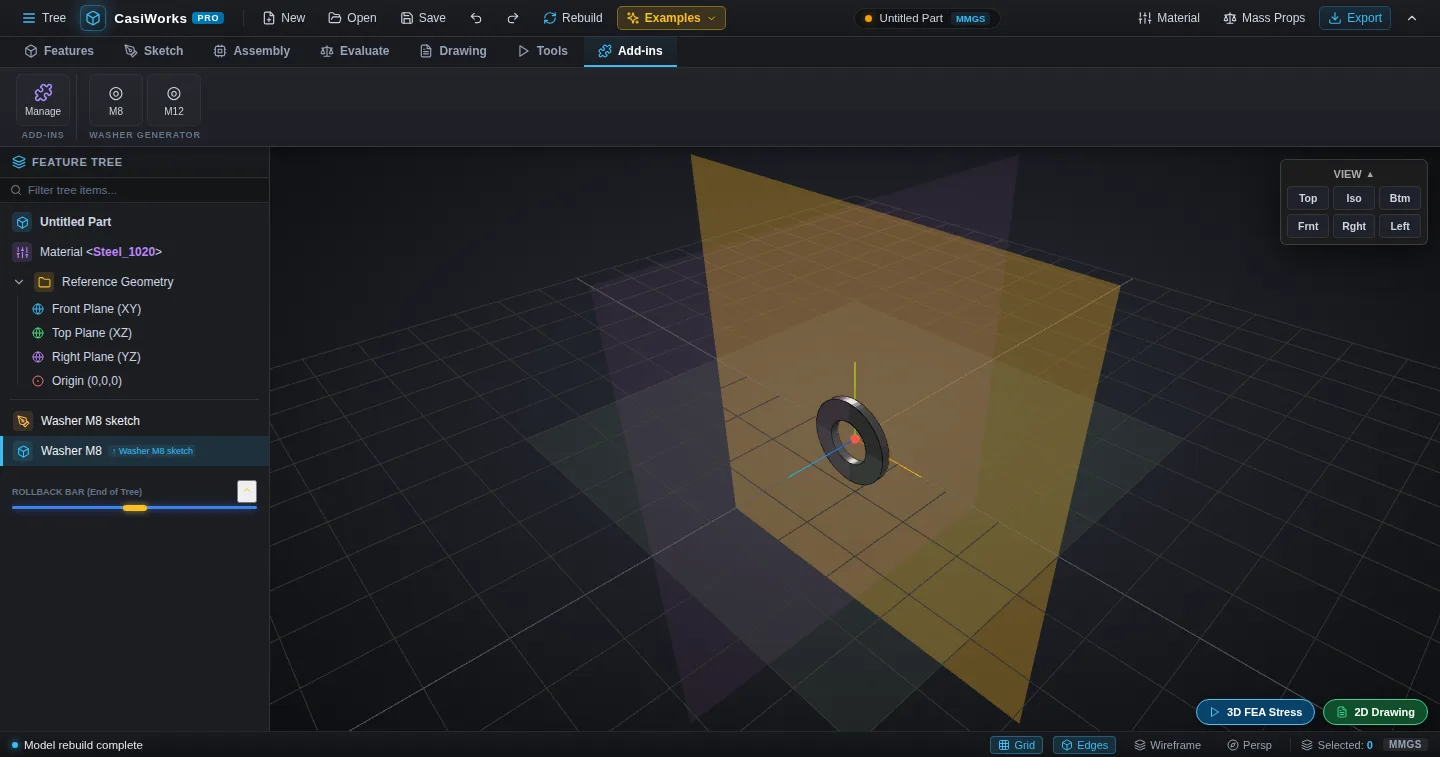 Tree CasiWorks PRO New Open Save Rebuild Examples Untitled Part MMGS Material Mass Props Export
Features Sketch Assembly Evaluate Drawing Tools Add-ins
Manage M8 M12
ADD-INS WASHER GENERATOR
FEATURE TREE
Filter tree items...
Untitled Part
Material <Steel_1020>
Reference Geometry
Front Plane (XY)
Top Plane (XZ)
Right Plane (YZ)
Origin (0,0,0)
Washer M8 sketch
Washer M8 ↑ Washer M8 sketch
ROLLBACK BAR (End of Tree)
VIEW ▲
Top Iso Btm
Frnt Rght Left
3D FEA Stress 2D Drawing
Model rebuild complete Grid Edges Wireframe Persp Selected: 0 MMGS